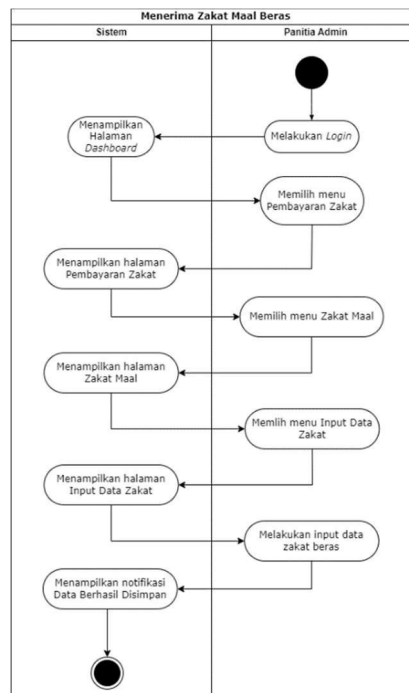 Menerima Zakat Maal Beras
Sistem
Panitia Admin
Melakukan Login
Menampilkan
Halaman
Dashboard
Memilih menu
Pembayaran Zakat
Menampilkan halaman
Pembayaran Zakat
Memilih menu Zakat Maal
Menampilkan halaman
Zakat Maal
Memlih menu Input Data
Zakat
Menampilkan halaman
Input Data Zakat
Melakukan input data
zakat beras
Menampilkan notifikasi
Data Berhasil Disimpan